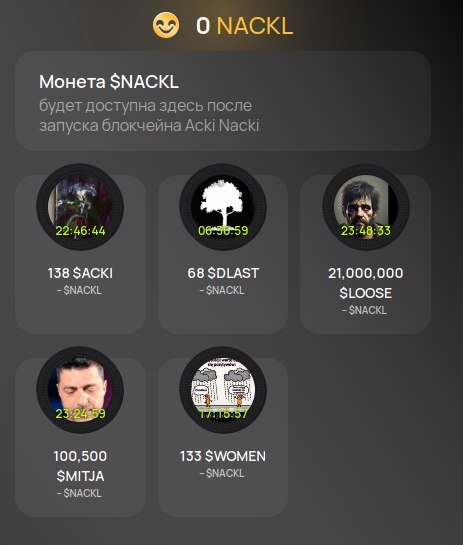 0 NACKL
Монета $NACKL
будет доступна здесь после
запуска блокчейна Acki Nacki
22:46:44
06:36:59
23:48:33
138 $ACKI
68 $DLAST
21,000,000
$LOOSE
– $NACKL
– $NACKL
– $NACKL
23:24:59
17:15:57
100,500
$MITJA
133 $WOMEN
– $NACKL
– $NACKL